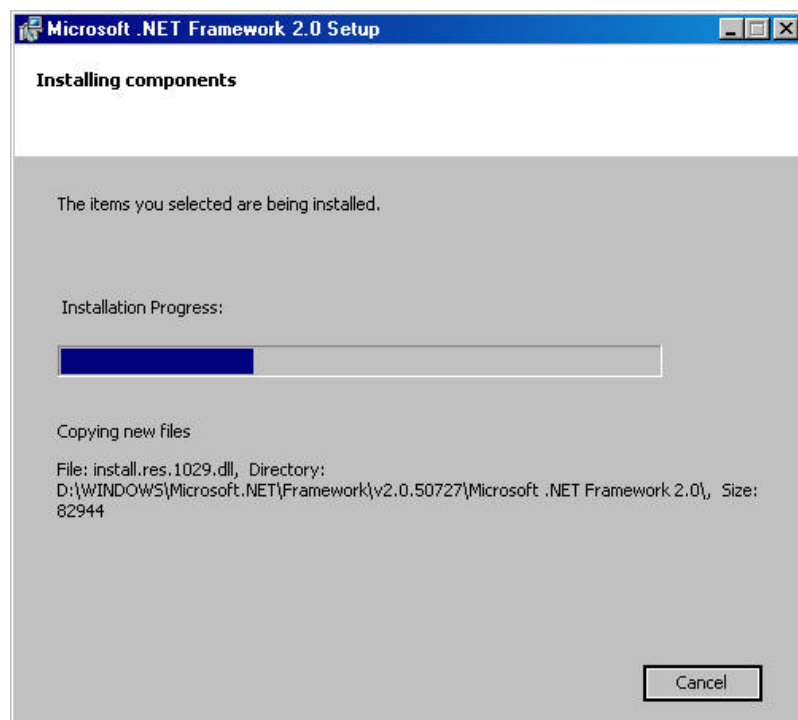 Microsoft .NET Framework 2.0 Setup
Installing components
The items you selected are being installed.
Installation Progress:
Copying new files
File: install.res.1029.dll, Directory:
D:\WINDOWS\Microsoft.NET\Framework\v2.0.50727\Microsoft .NET Framework 2.0\, Size:
82944
Cancel